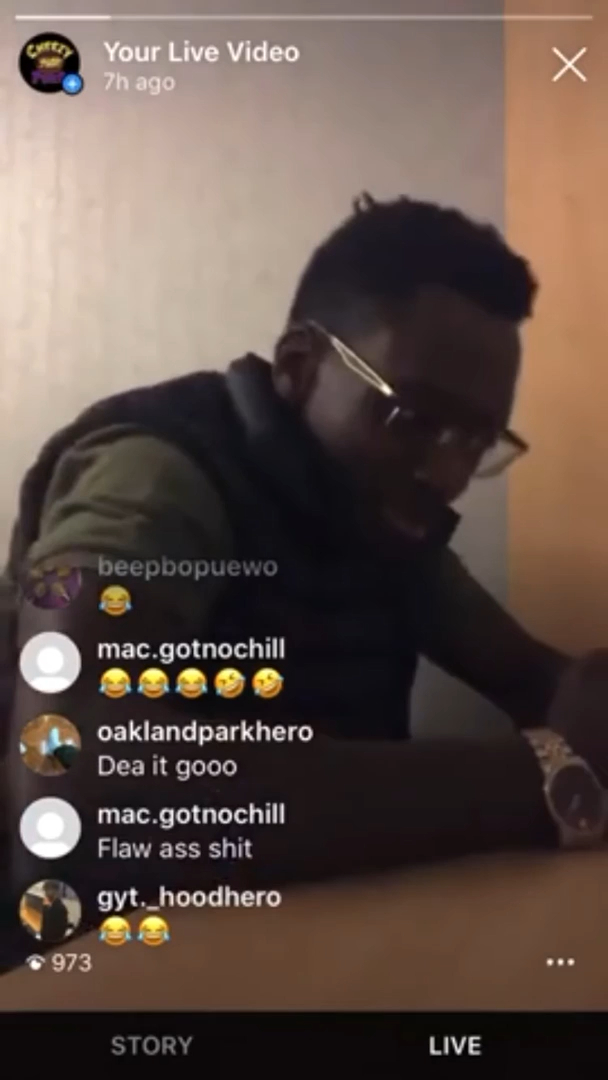 CHEEZY
Your Live Video
7h ago
beepbopuewo
😂
mac.gotnochill
😂😂😂🤣🤣
oaklandparkhero
Dea it gooo
mac.gotnochill
Flaw ass shit
gyt._hoodhero
😂😂
973
STORY
LIVE